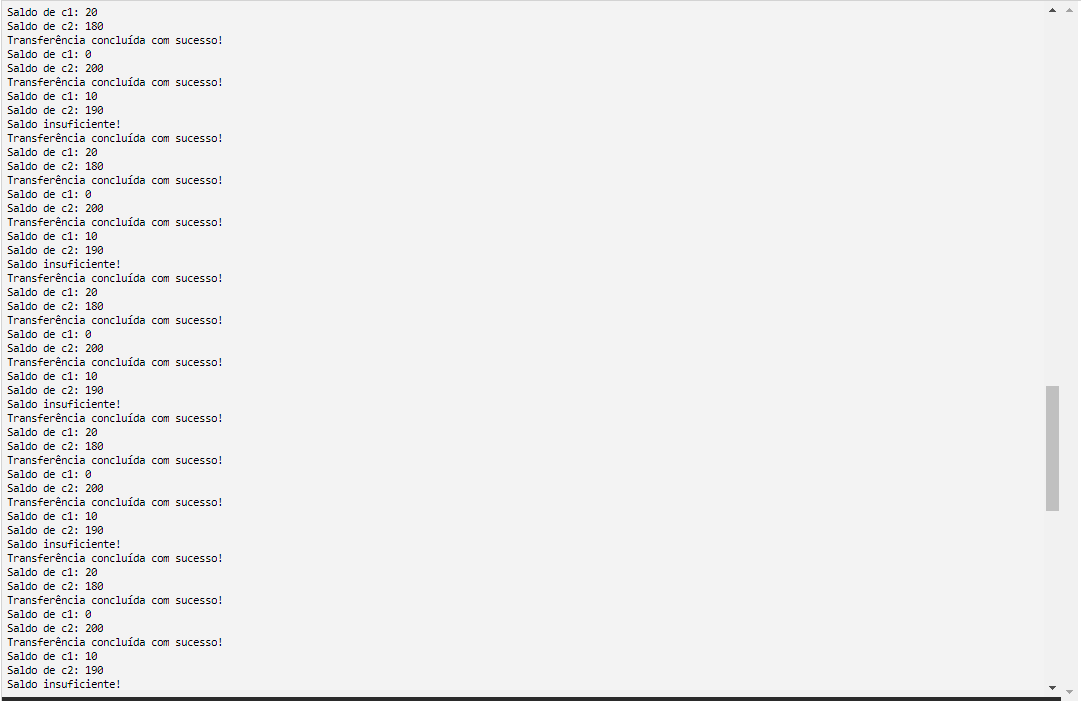 Saldo de c1: 20
Saldo de c2: 180
Transferência concluída com sucesso!
Saldo de c1: 0
Saldo de c2: 200
Transferência concluída com sucesso!
Saldo de c1: 10
Saldo de c2: 190
Saldo insuficiente!
Transferência concluída com sucesso!
Saldo de c1: 20
Saldo de c2: 180
Transferência concluída com sucesso!
Saldo de c1: 0
Saldo de c2: 200
Transferência concluída com sucesso!
Saldo de c1: 10
Saldo de c2: 190
Saldo insuficiente!
Transferência concluída com sucesso!
Saldo de c1: 20
Saldo de c2: 180
Transferência concluída com sucesso!
Saldo de c1: 0
Saldo de c2: 200
Transferência concluída com sucesso!
Saldo de c1: 10
Saldo de c2: 190
Saldo insuficiente!
Transferência concluída com sucesso!
Saldo de c1: 20
Saldo de c2: 180
Transferência concluída com sucesso!
Saldo de c1: 0
Saldo de c2: 200
Transferência concluída com sucesso!
Saldo de c1: 10
Saldo de c2: 190
Saldo insuficiente!
Transferência concluída com sucesso!
Saldo de c1: 20
Saldo de c2: 180
Transferência concluída com sucesso!
Saldo de c1: 0
Saldo de c2: 200
Transferência concluída com sucesso!
Saldo de c1: 10
Saldo de c2: 190
Saldo insuficiente!